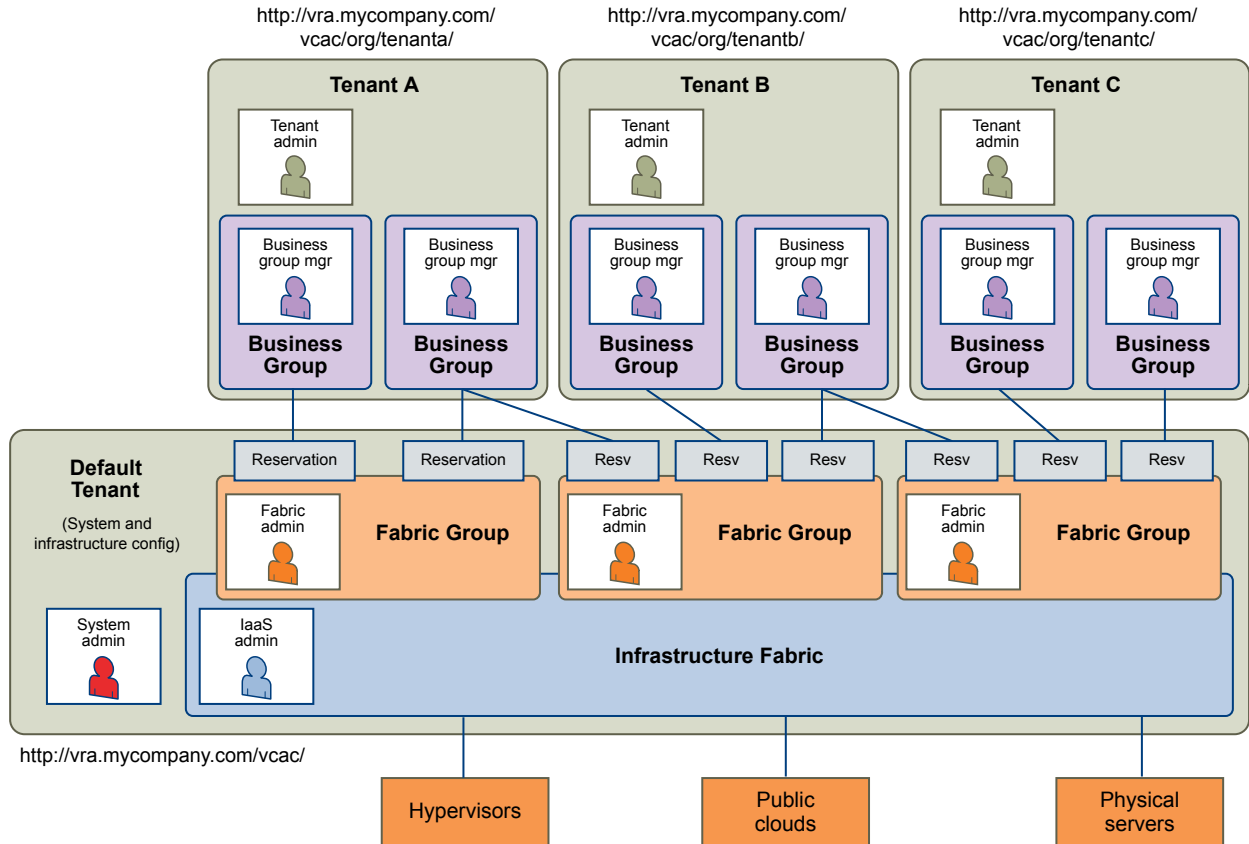 http://vra.mycompany.com/
vcac/org/tenanta/
http://vra.mycompany.com/
vcac/org/tenantb/
http://vra.mycompany.com/
vcac/org/tenantc/
Tenant A
Tenant B
Tenant C
Tenant
admin
Tenant
admin
Tenant
admin
Business
group mgr
Business
group mgr
Business
group mgr
Business
group mgr
Business
group mgr
Business
group mgr
Business
Group
Business
Group
Business
Group
Business
Group
Business
Group
Business
Group
Default
Tenant
(System and
infrastructure config)
Reservation
Reservation
Resv
Resv
Resv
Resv
Resv
Resv
Fabric
admin
Fabric Group
Fabric
admin
Fabric Group
Fabric
admin
Fabric Group
System
admin
IaaS
admin
Infrastructure Fabric
http://vra.mycompany.com/vcac/
Hypervisors
Public
clouds
Physical
servers